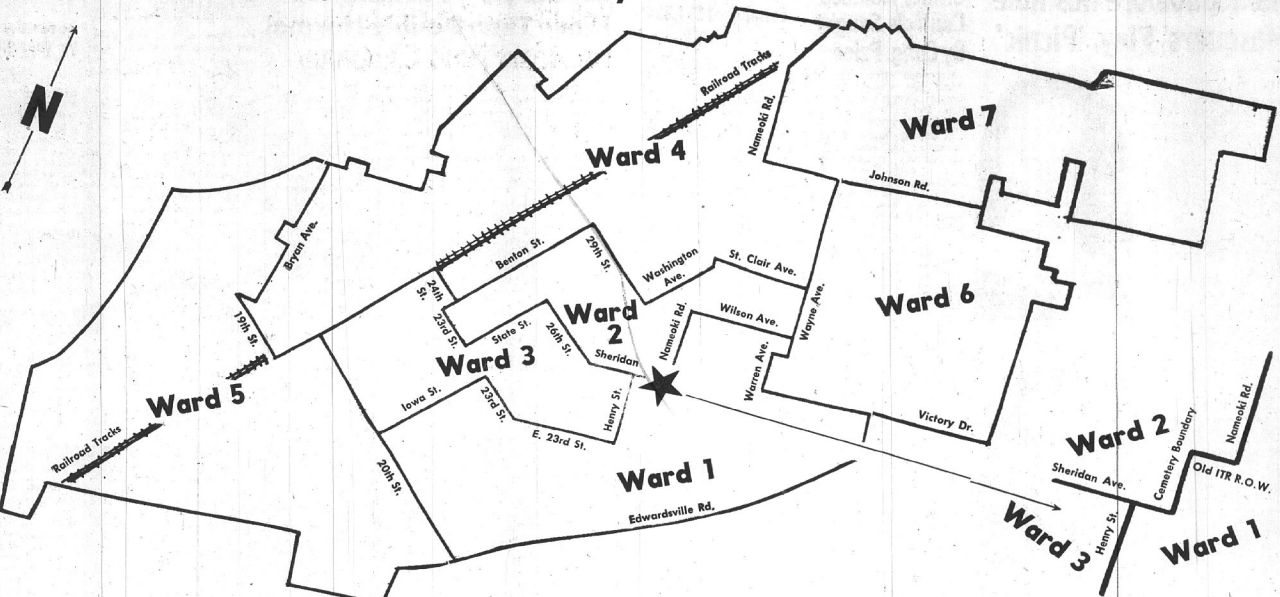 N
Railroad Tracks
Nameoki Rd.
Ward 7
Ward 4
Johnson Rd.
Bryan Ave.
Benton St.
29th St.
Washington
Ave.
St. Clair Ave.
24th
St.
23rd St.
State St.
26th St.
Ward
2
Sheridan
Nameoki Rd.
Wilson Ave.
Wayne Ave.
Ward 6
19th St.
Ward 3
Warren Ave.
Ward 5
Iowa St.
23rd St.
Henry St.
E. 23rd St.
Victory Dr.
Railroad Tracks
20th St.
Ward 1
Edwardsville Rd.
Ward 2
Nameoki Rd.
Cemetery Boundary
Sheridan Ave.
Old ITR R.O.W.
Ward 3
Henry St.
Ward 1